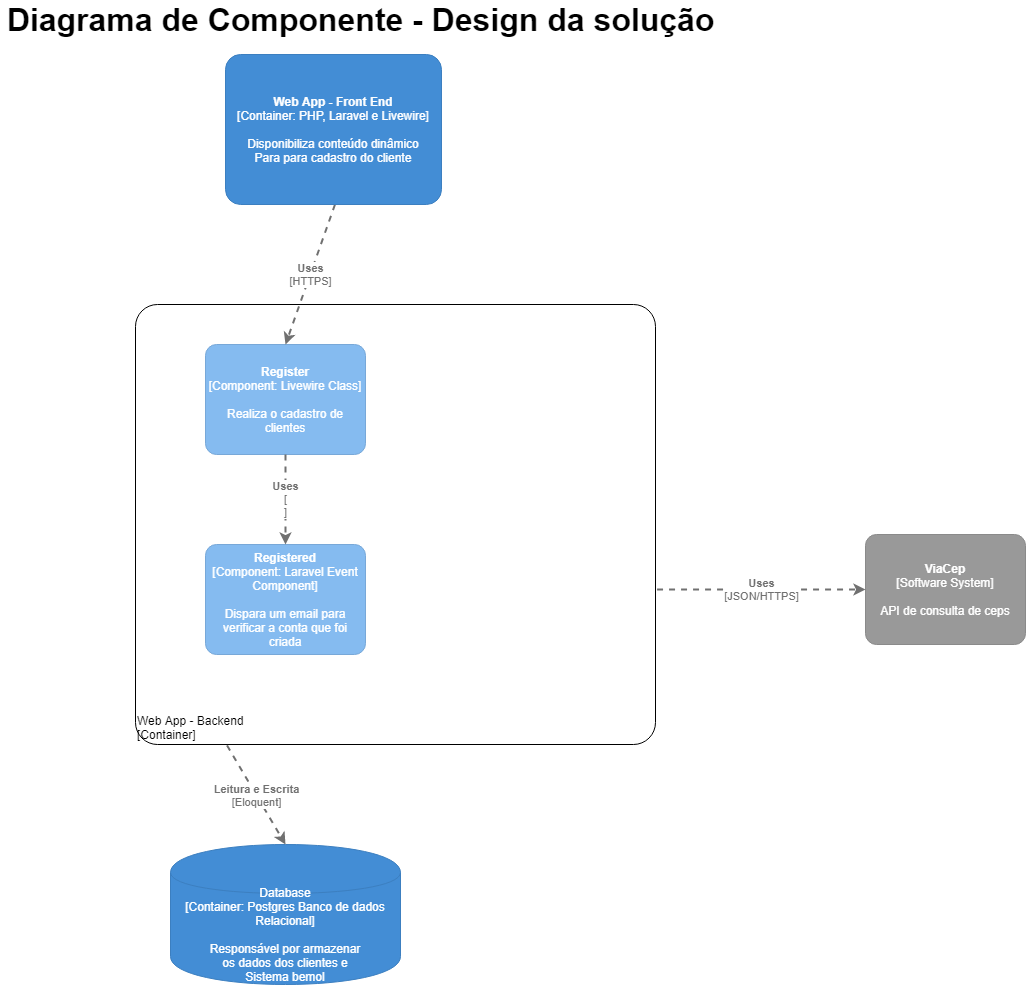 Diagrama de Componente - Design da solução
Web App - Front End
[Container: PHP, Laravel e Livewire]
Disponibiliza conteúdo dinâmico
Para para cadastro do cliente
Uses
[HTTPS]
Register
[Component: Livewire Class]
Realiza o cadastro de
clientes
Uses
[
]
Registered
[Component: Laravel Event
Component]
Dispara um email para
verificar a conta que foi
criada
Web App - Backend
[Container]
Uses
[JSON/HTTPS]
ViaCep
[Software System]
API de consulta de ceps
Leitura e Escrita
[Eloquent]
Database
[Container: Postgres Banco de dados
Relacional]
Responsável por armazenar
os dados dos clientes e
Sistema bemol